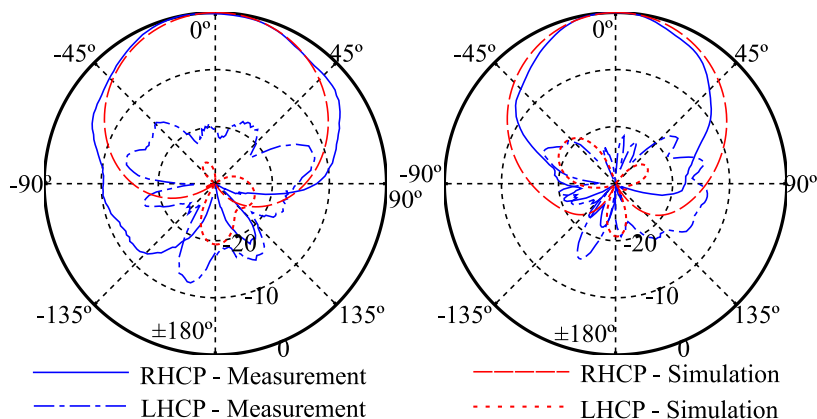 0º
-45º
45º
-90º
90º
-20
-10
-135º
135º
±180º
0
0º
-45º
45º
-90º
90º
-20
-10
-135º
135º
±180º
0
RHCP - Measurement
RHCP - Simulation
LHCP - Measurement
LHCP - Simulation